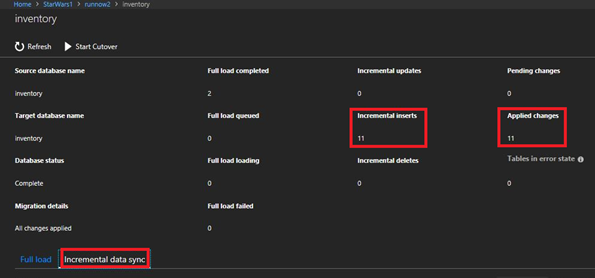 Home > StarWars1 > runnow2 > inventory
inventory
Refresh Start Cutover
Source database name Full load completed Incremental updates Pending changes
inventory 2 0 0
Target database name Full load queued Incremental inserts Applied changes
inventory 0 11 11
Database status Full load loading Incremental deletes Tables in error state
Complete 0 0 0
Migration details Full load failed
All changes applied 0
Full load Incremental data sync